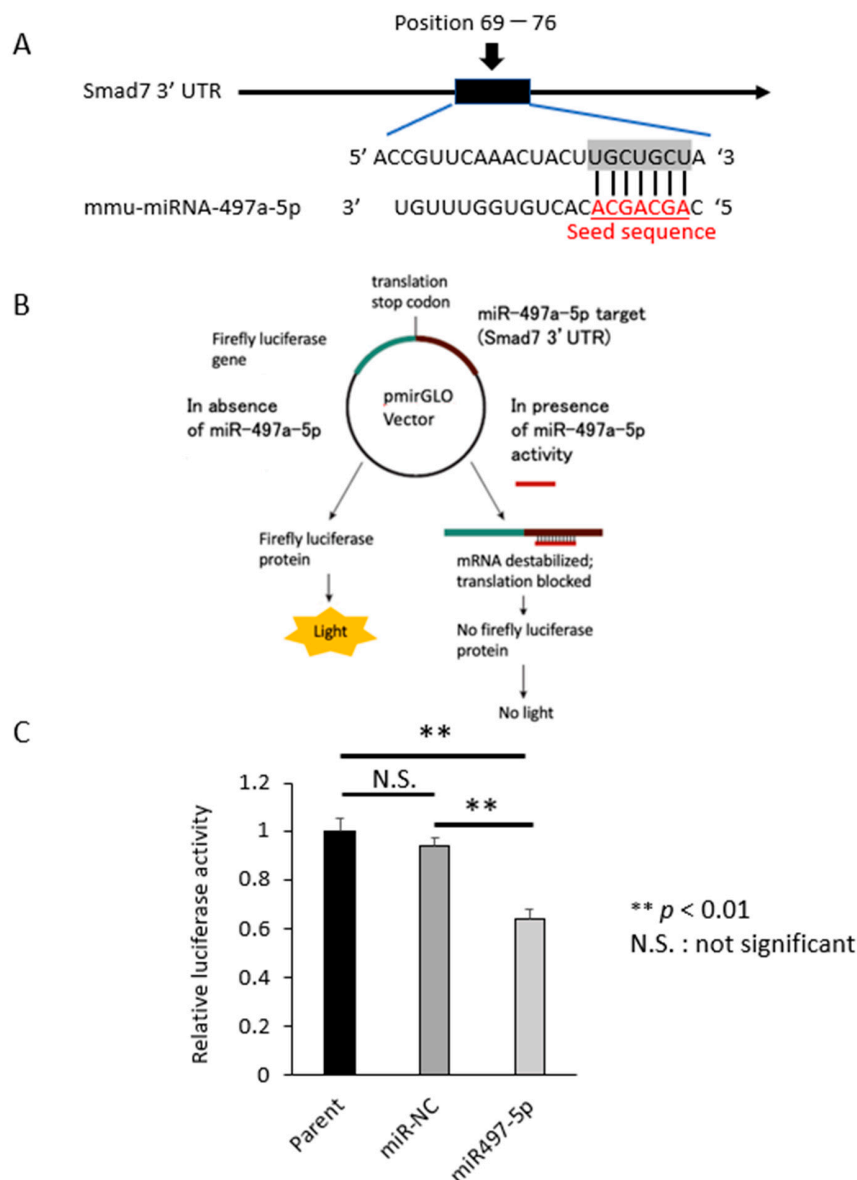 A
Position 69 – 76
Smad7 3’ UTR
5’ ACCGUUCAAACUACUUGCUGCUA ‘3
mmu-miRNA-497a-5p 3’ UGUUUGGUGUCACACGACGAC ‘5
Seed sequence
B
translation
stop codon
miR-497a-5p target
(Smad7 3’ UTR)
Firefly luciferase
gene
pmirGLO
Vector
In absence
of miR-497a-5p
In presence
of miR-497a-5p
activity
Firefly luciferase
protein
Light
mRNA destabilized;
translation blocked
No firefly luciferase
protein
No light
C
**
N.S.
**
Relative luciferase activity
1.2
1
0.8
0.6
0.4
0.2
0
Parent
miR-NC
miR497-5p
** p < 0.01
N.S. : not significant